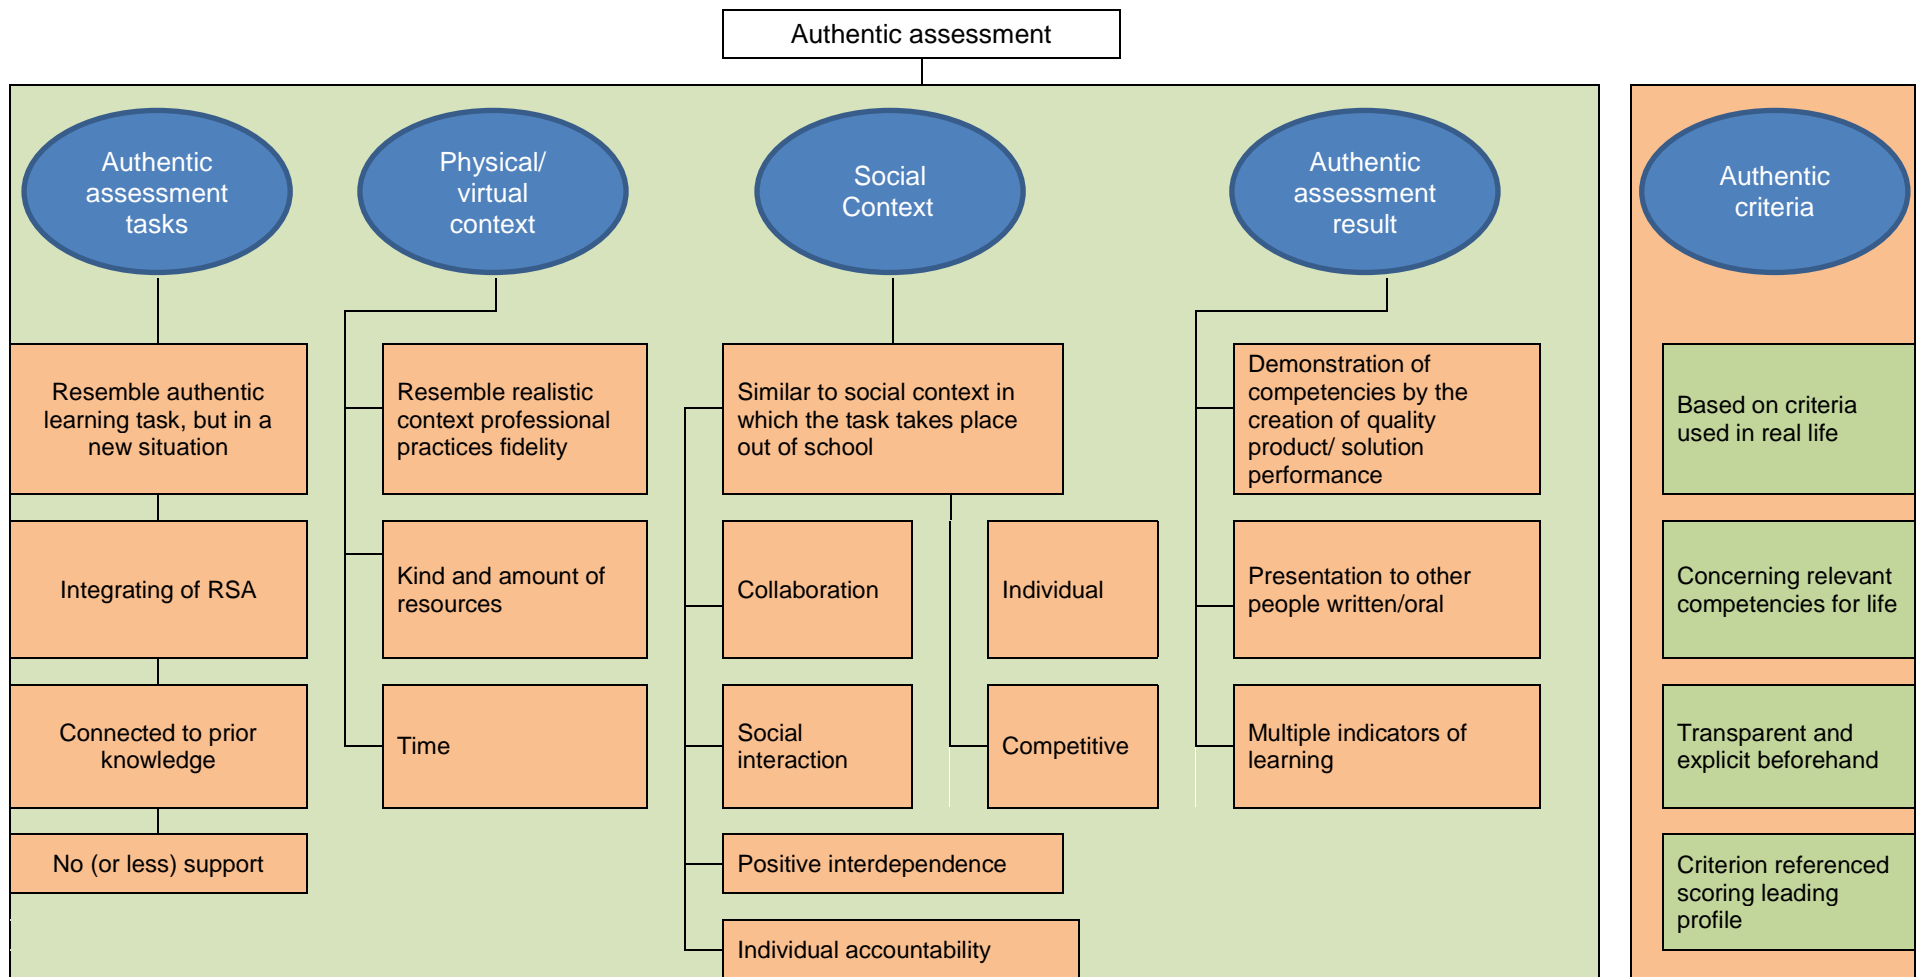 Authentic assessment
Authentic
assessment
tasks
Physical/
virtual
context
Social
Context
Authentic
assessment
result
Authentic
criteria
Resemble authentic
learning task, but in a
new situation
Resemble realistic
context professional
practices fidelity
Similar to social context in
which the task takes place
out of school
Demonstration of
competencies by the
creation of quality
product/ solution
performance
Based on criteria
used in real life
Integrating of RSA
Kind and amount of
resources
Collaboration
Individual
Presentation to other
people written/oral
Concerning relevant
competencies for life
Connected to prior
knowledge
Time
Social
interaction
Competitive
Multiple indicators of
learning
Transparent and
explicit beforehand
No (or less) support
Positive interdependence
Criterion referenced
scoring leading
profile
Individual accountability